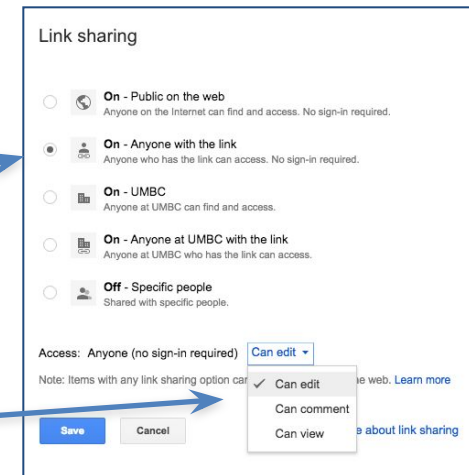 Link sharing
On - Public on the web
Anyone on the Internet can find and access. No sign-in required.
On - Anyone with the link
Anyone who has the link can access. No sign-in required.
On - UMBC
Anyone at UMBC can find and access.
On - Anyone at UMBC with the link
Anyone at UMBC who has the link can access.
Off - Specific people
Shared with specific people.
Access: Anyone (no sign-in required) Can edit
Note: Items with any link sharing option can web. Learn more
Can edit
Can comment
Can view
Save Cancel about link sharing